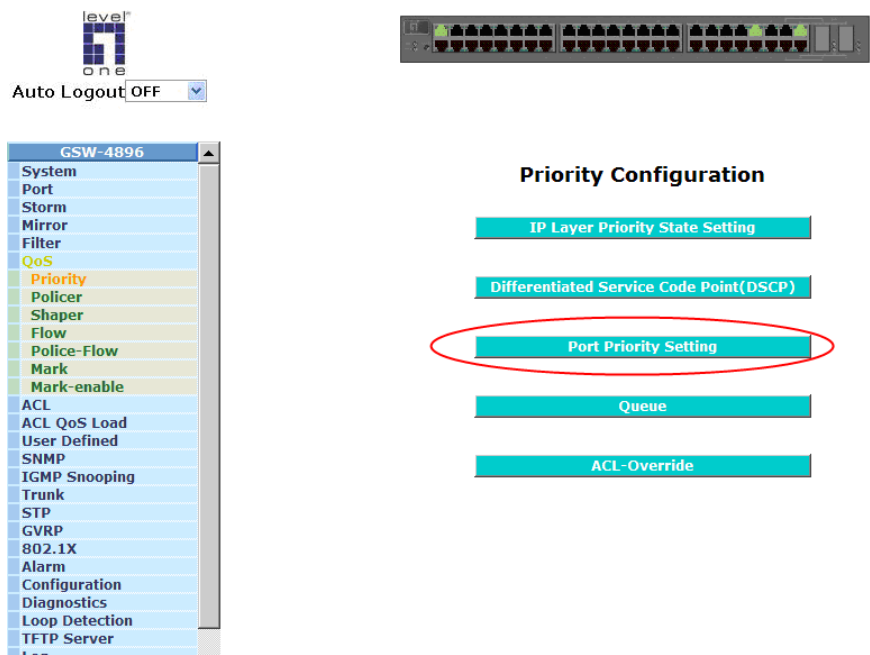 level
one
Auto Logout OFF
GSW-4896
System
Port
Storm
Mirror
Filter
QoS
Priority
Policer
Shaper
Flow
Police-Flow
Mark
Mark-enable
ACL
ACL QoS Load
User Defined
SNMP
IGMP Snooping
Trunk
STP
GVRP
802.1X
Alarm
Configuration
Diagnostics
Loop Detection
TFTP Server
Priority Configuration
IP Layer Priority State Setting
Differentiated Service Code Point(DSCP)
Port Priority Setting
Queue
ACL-Override